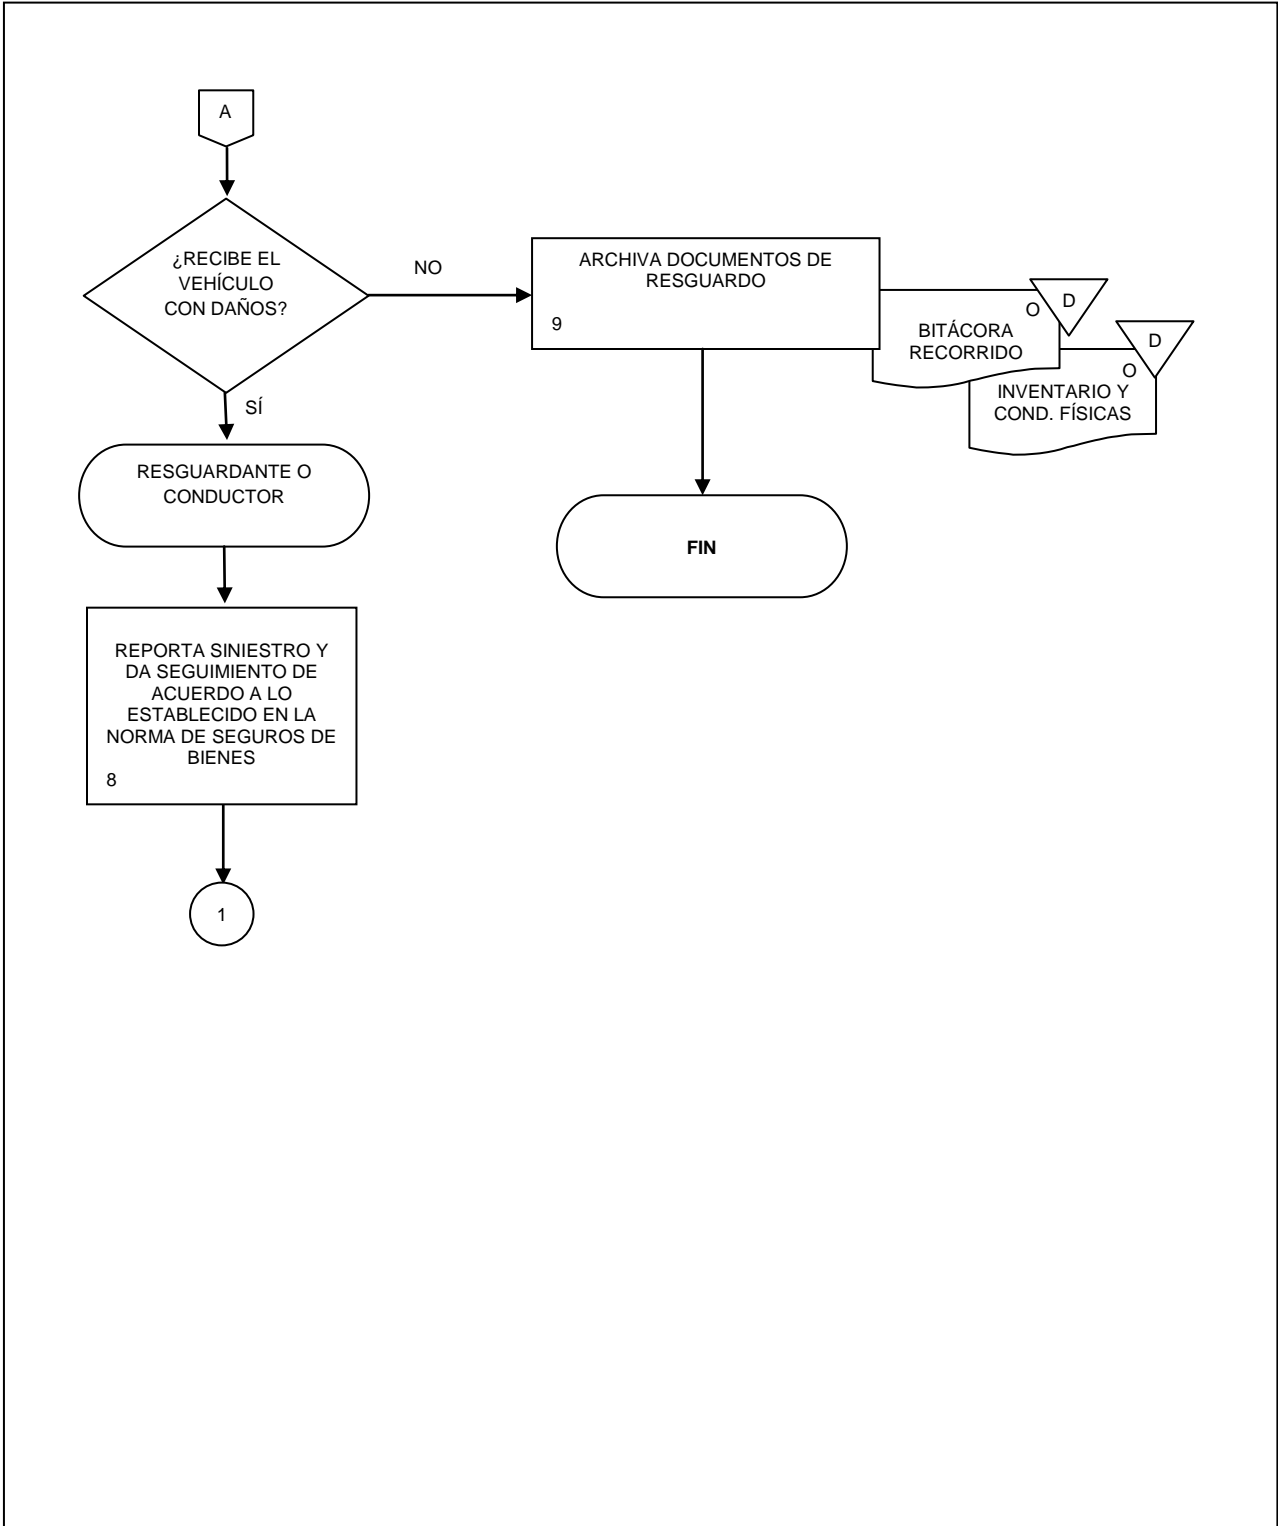 A
¿RECIBE EL
VEHÍCULO
CON DAÑOS?
NO
SÍ
ARCHIVA DOCUMENTOS DE
RESGUARDO
9
BITÁCORA
RECORRIDO
O
D
INVENTARIO Y
COND. FÍSICAS
O
D
RESGUARDANTE O
CONDUCTOR
FIN
REPORTA SINIESTRO Y
DA SEGUIMIENTO DE
ACUERDO A LO
ESTABLECIDO EN LA
NORMA DE SEGUROS DE
BIENES
8
1